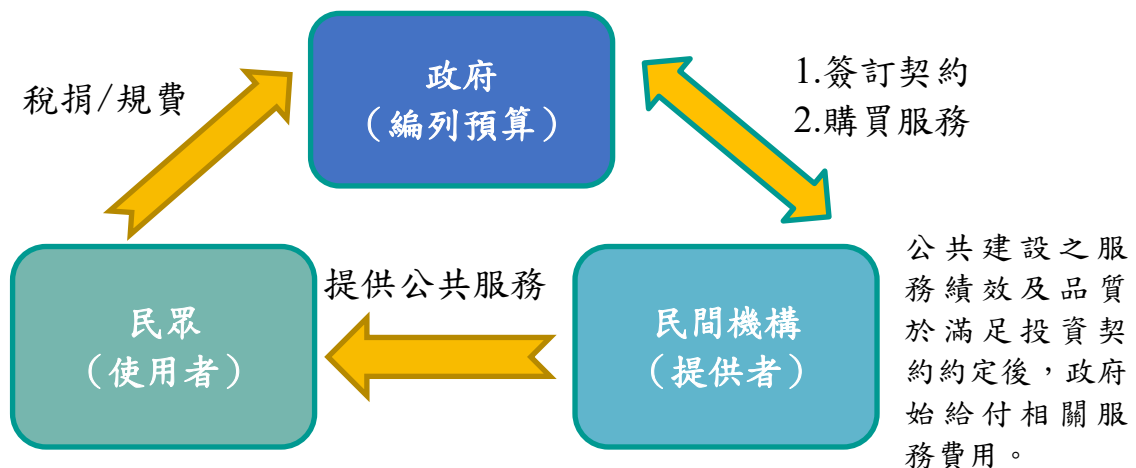 政府
（編列預算）
稅捐/規費
1.簽訂契約
2.購買服務
民眾
（使用者）
提供公共服務
民間機構
（提供者）
公共建設之服
務績效及品質
於滿足投資契
約約定後，政府
始給付相關服
務費用。